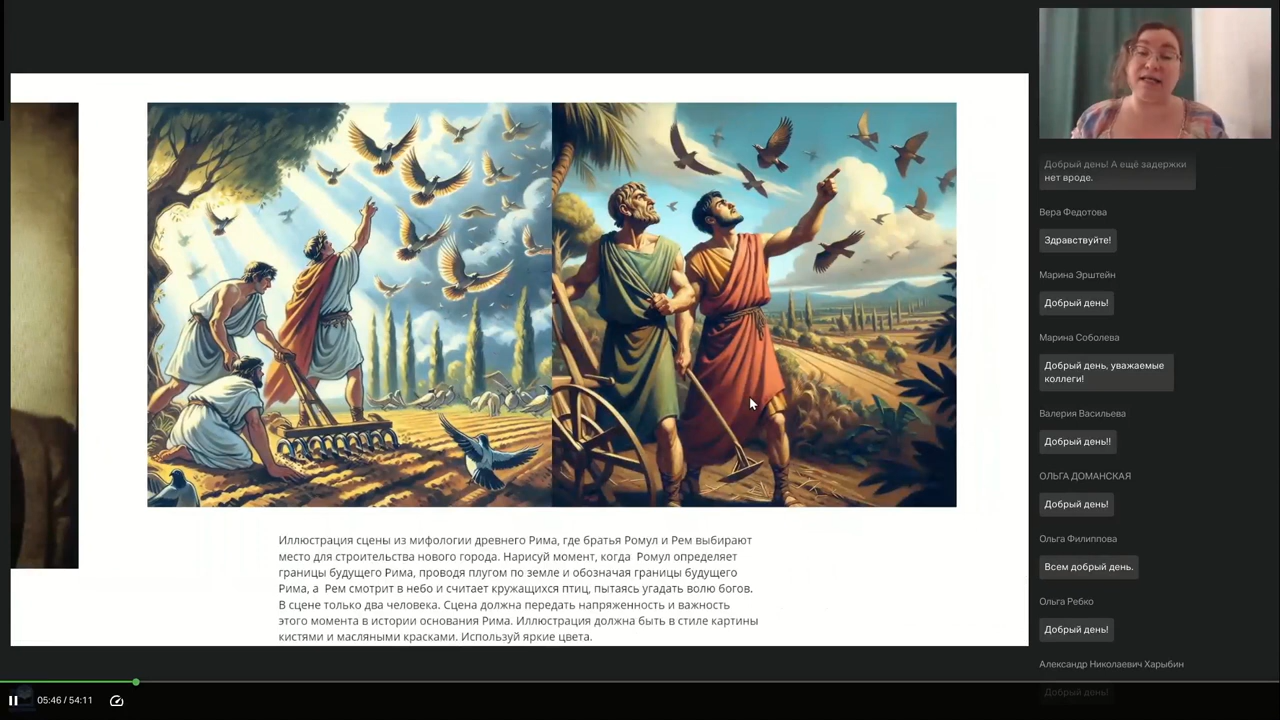 Иллюстрация сцены из мифологии древнего Рима, где братья Ромул и Рем выбирают
место для строительства нового города. Нарисуй момент, когда Ромул определяет
границы будущего Рима, проводя плугом по земле и обозначая границы будущего
Рима, а Рем смотрит в небо и считает кружащихся птиц, пытаясь угадать волю богов.
В сцене только два человека. Сцена должна передать напряженность и важность
этого момента в истории основания Рима. Иллюстрация должна быть в стиле картины
кистями и масляными красками. Используй яркие цвета.
Добрый день! А ещё задержки
нет вроде.
Вера Федотова
Здравствуйте!
Марина Эрштейн
Добрый день!
Марина Соболева
Добрый день, уважаемые
коллеги!
Валерия Васильева
Добрый день!!
ОЛЬГА ДОМАНСКАЯ
Добрый день!
Ольга Филиппова
Всем добрый день.
Ольга Ребко
Добрый день!
Александр Николаевич Харыбин
Добрый день!
05:46 / 54:11